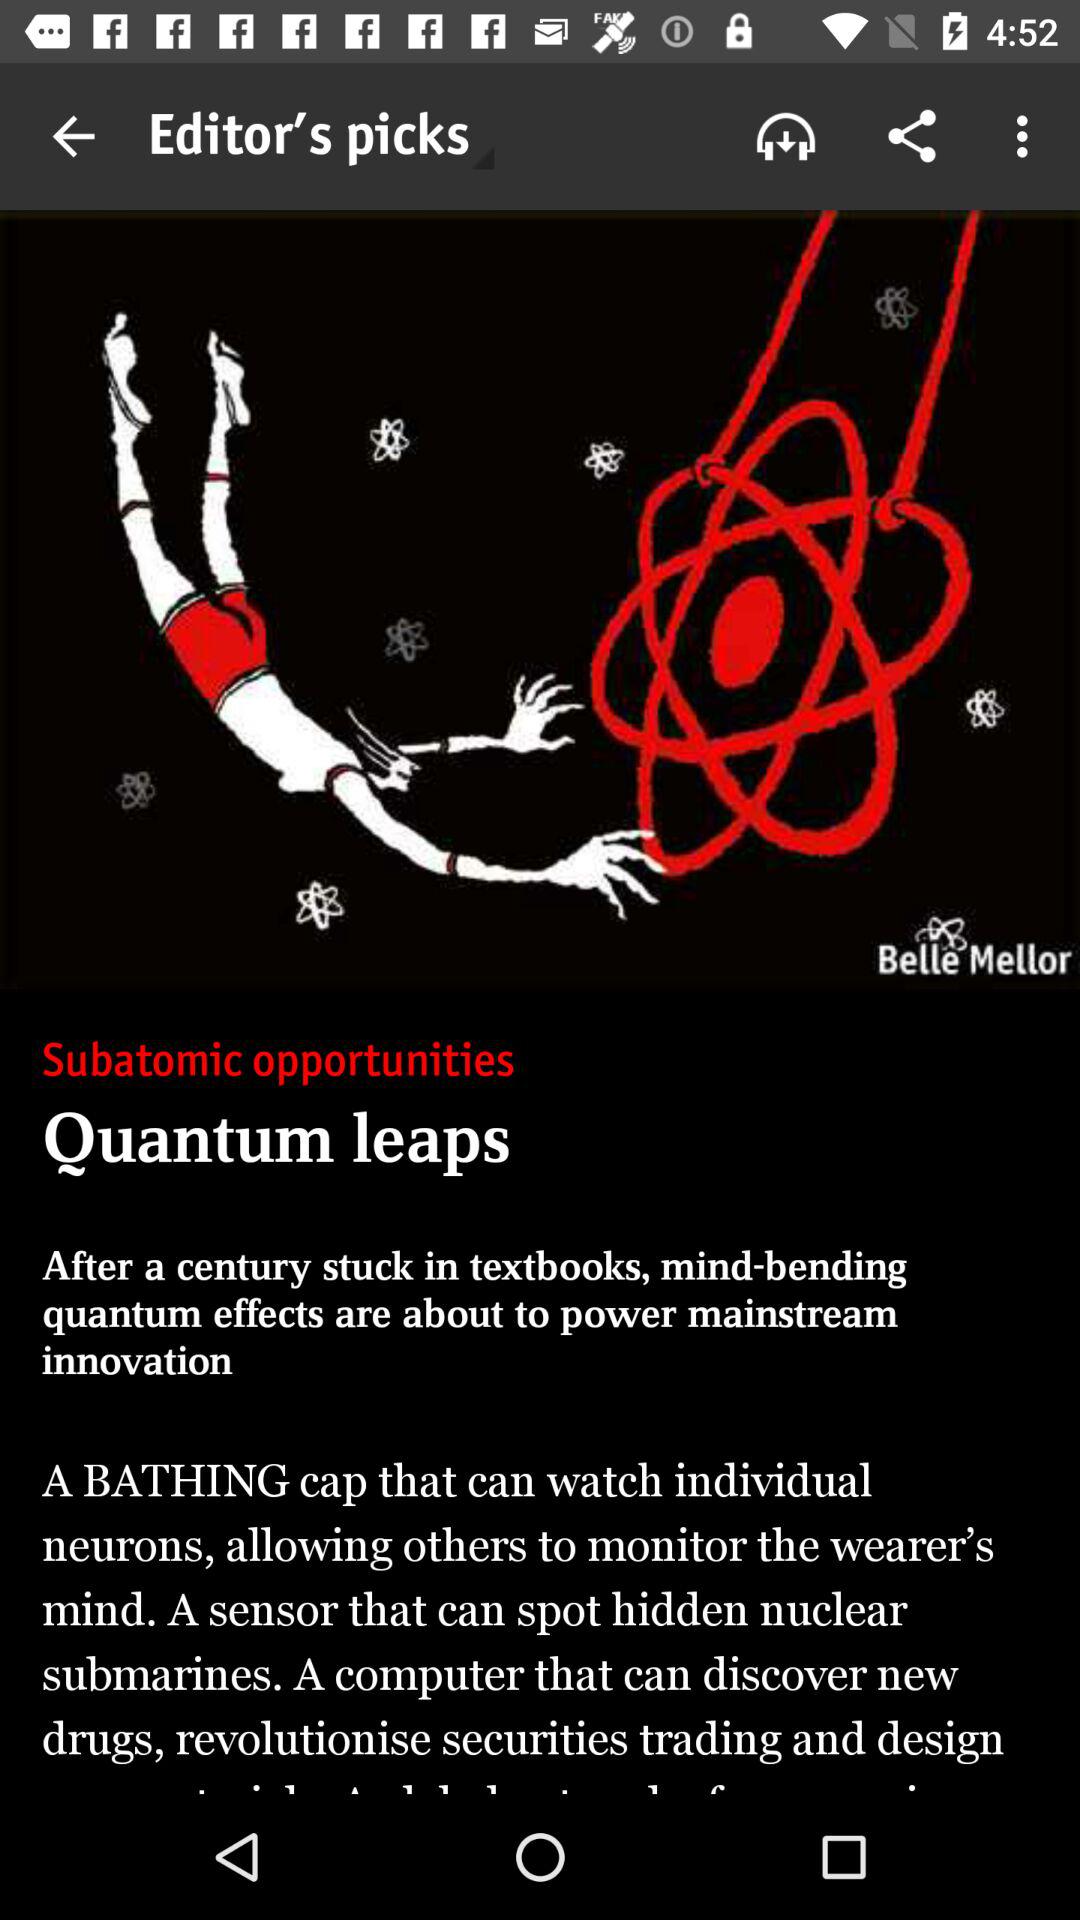 FAKE
4:52
Editor's picks
Belle Mellor
Subatomic opportunities
Quantum leaps
After a century stuck in textbooks, mind-bending
quantum effects are about to power mainstream
innovation
A BATHING cap that can watch individual
neurons, allowing others to monitor the wearer's
mind. A sensor that can spot hidden nuclear
submarines. A computer that can discover new
drugs, revolutionise securities trading and design